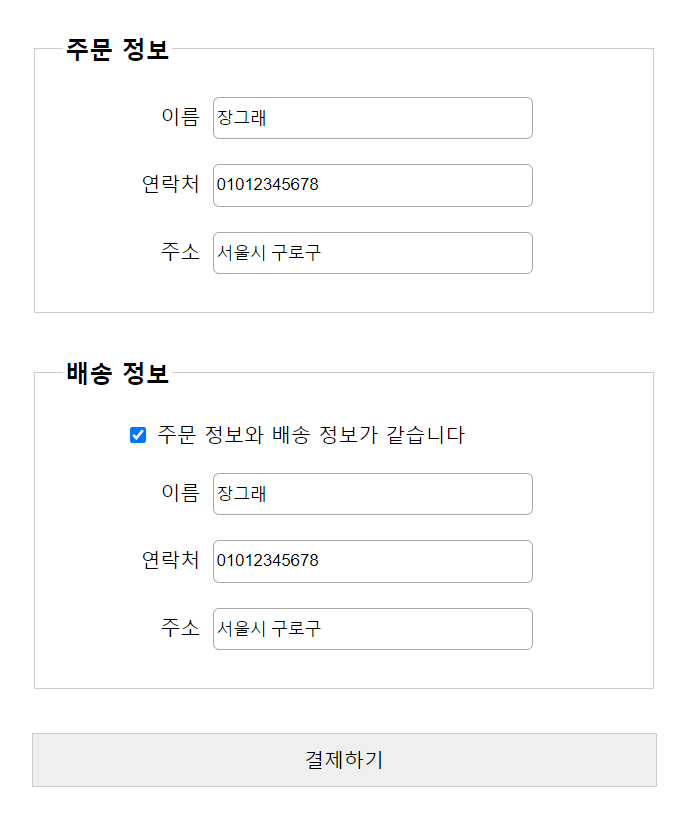 주문 정보
이름 장그래
연락처 01012345678
주소 서울시 구로구
배송 정보
주문 정보와 배송 정보가 같습니다
이름 장그래
연락처 01012345678
주소 서울시 구로구
결제하기